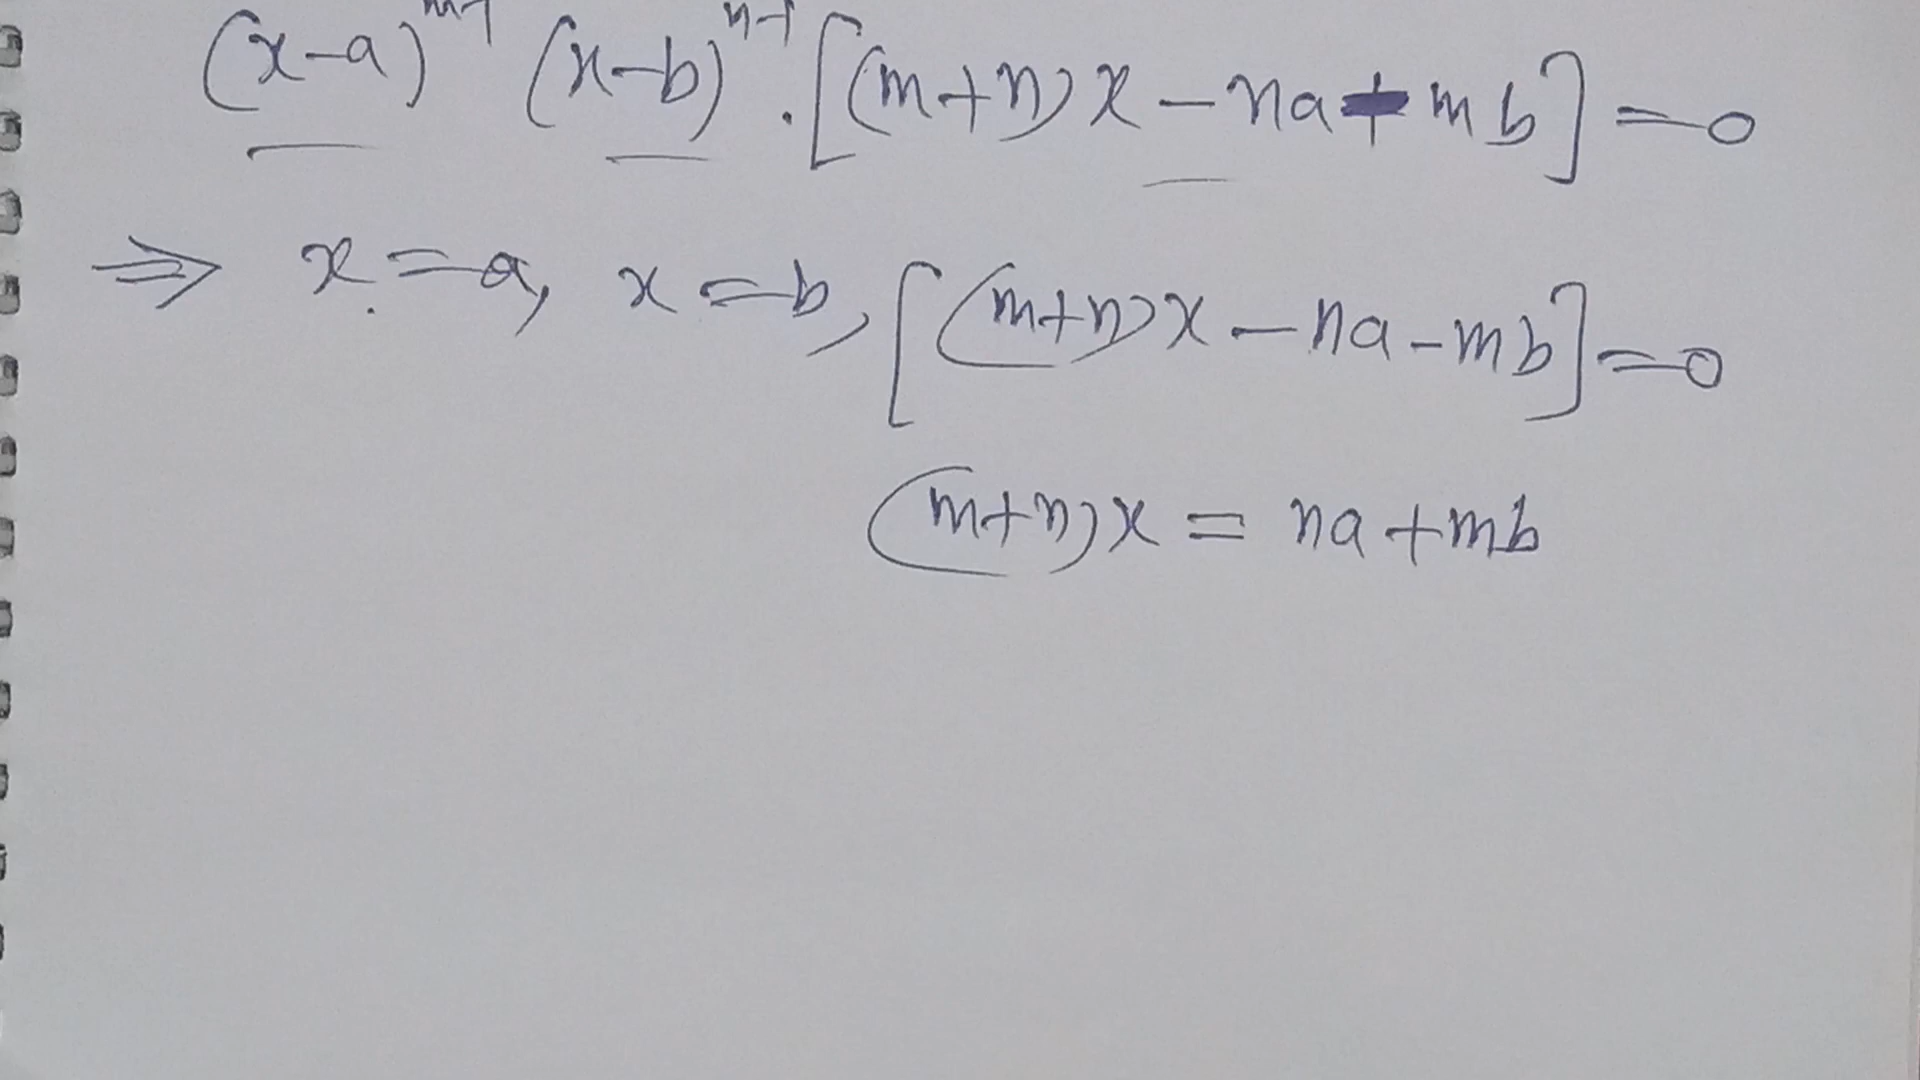 (x-a)^{m-1} (x-b)^{n-1} . [(m+n)x - na + mb] = 0
⇒ x = a, x = b, [(m+n)x - na - mb] = 0
(m+n)x = na + mb